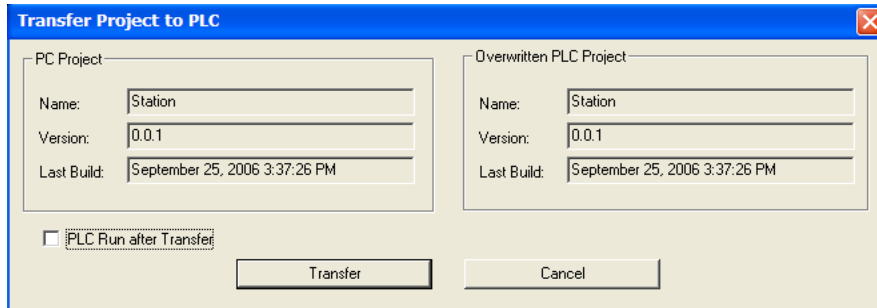 Transfer Project to PLC
PC Project
Name: Station
Version: 0.0.1
Last Build: September 25, 2006 3:37:26 PM
Overwritten PLC Project
Name: Station
Version: 0.0.1
Last Build: September 25, 2006 3:37:26 PM
PLC Run after Transfer
Transfer
Cancel